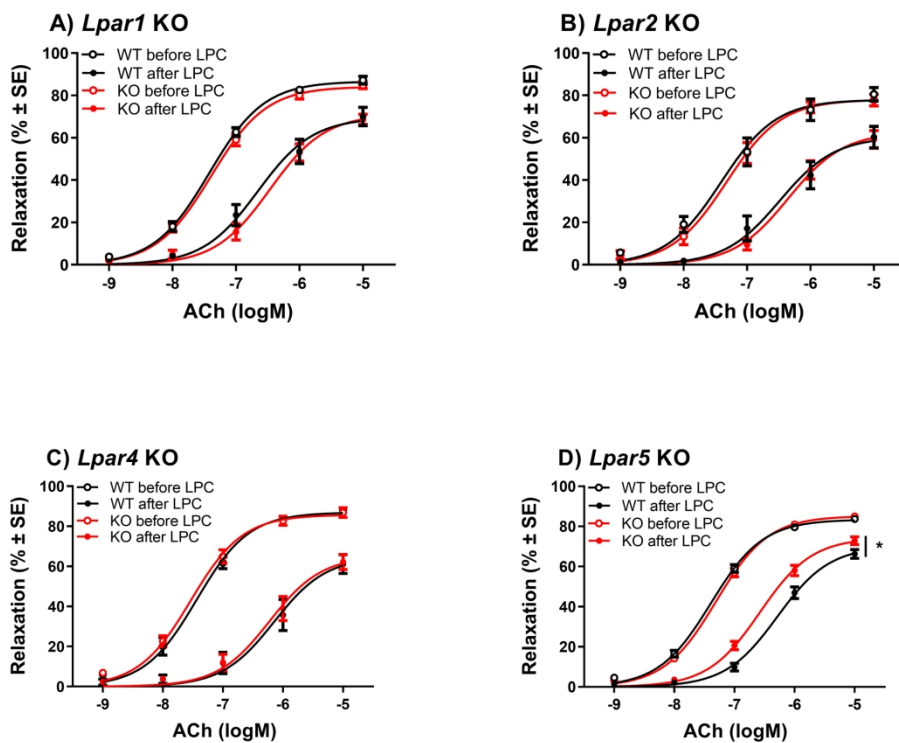 A) Lpar1 KO
WT before LPC
WT after LPC
KO before LPC
KO after LPC
Relaxation (% ± SE)
100
80
60
40
20
0
-9 -8 -7 -6 -5
ACh (logM)
B) Lpar2 KO
WT before LPC
WT after LPC
KO before LPC
KO after LPC
Relaxation (% ± SE)
100
80
60
40
20
0
-9 -8 -7 -6 -5
ACh (logM)
C) Lpar4 KO
WT before LPC
WT after LPC
KO before LPC
KO after LPC
Relaxation (% ± SE)
100
80
60
40
20
0
-9 -8 -7 -6 -5
ACh (logM)
D) Lpar5 KO
WT before LPC
WT after LPC
KO before LPC
KO after LPC
Relaxation (% ± SE)
100
80
60
40
20
0
*
-9 -8 -7 -6 -5
ACh (logM)